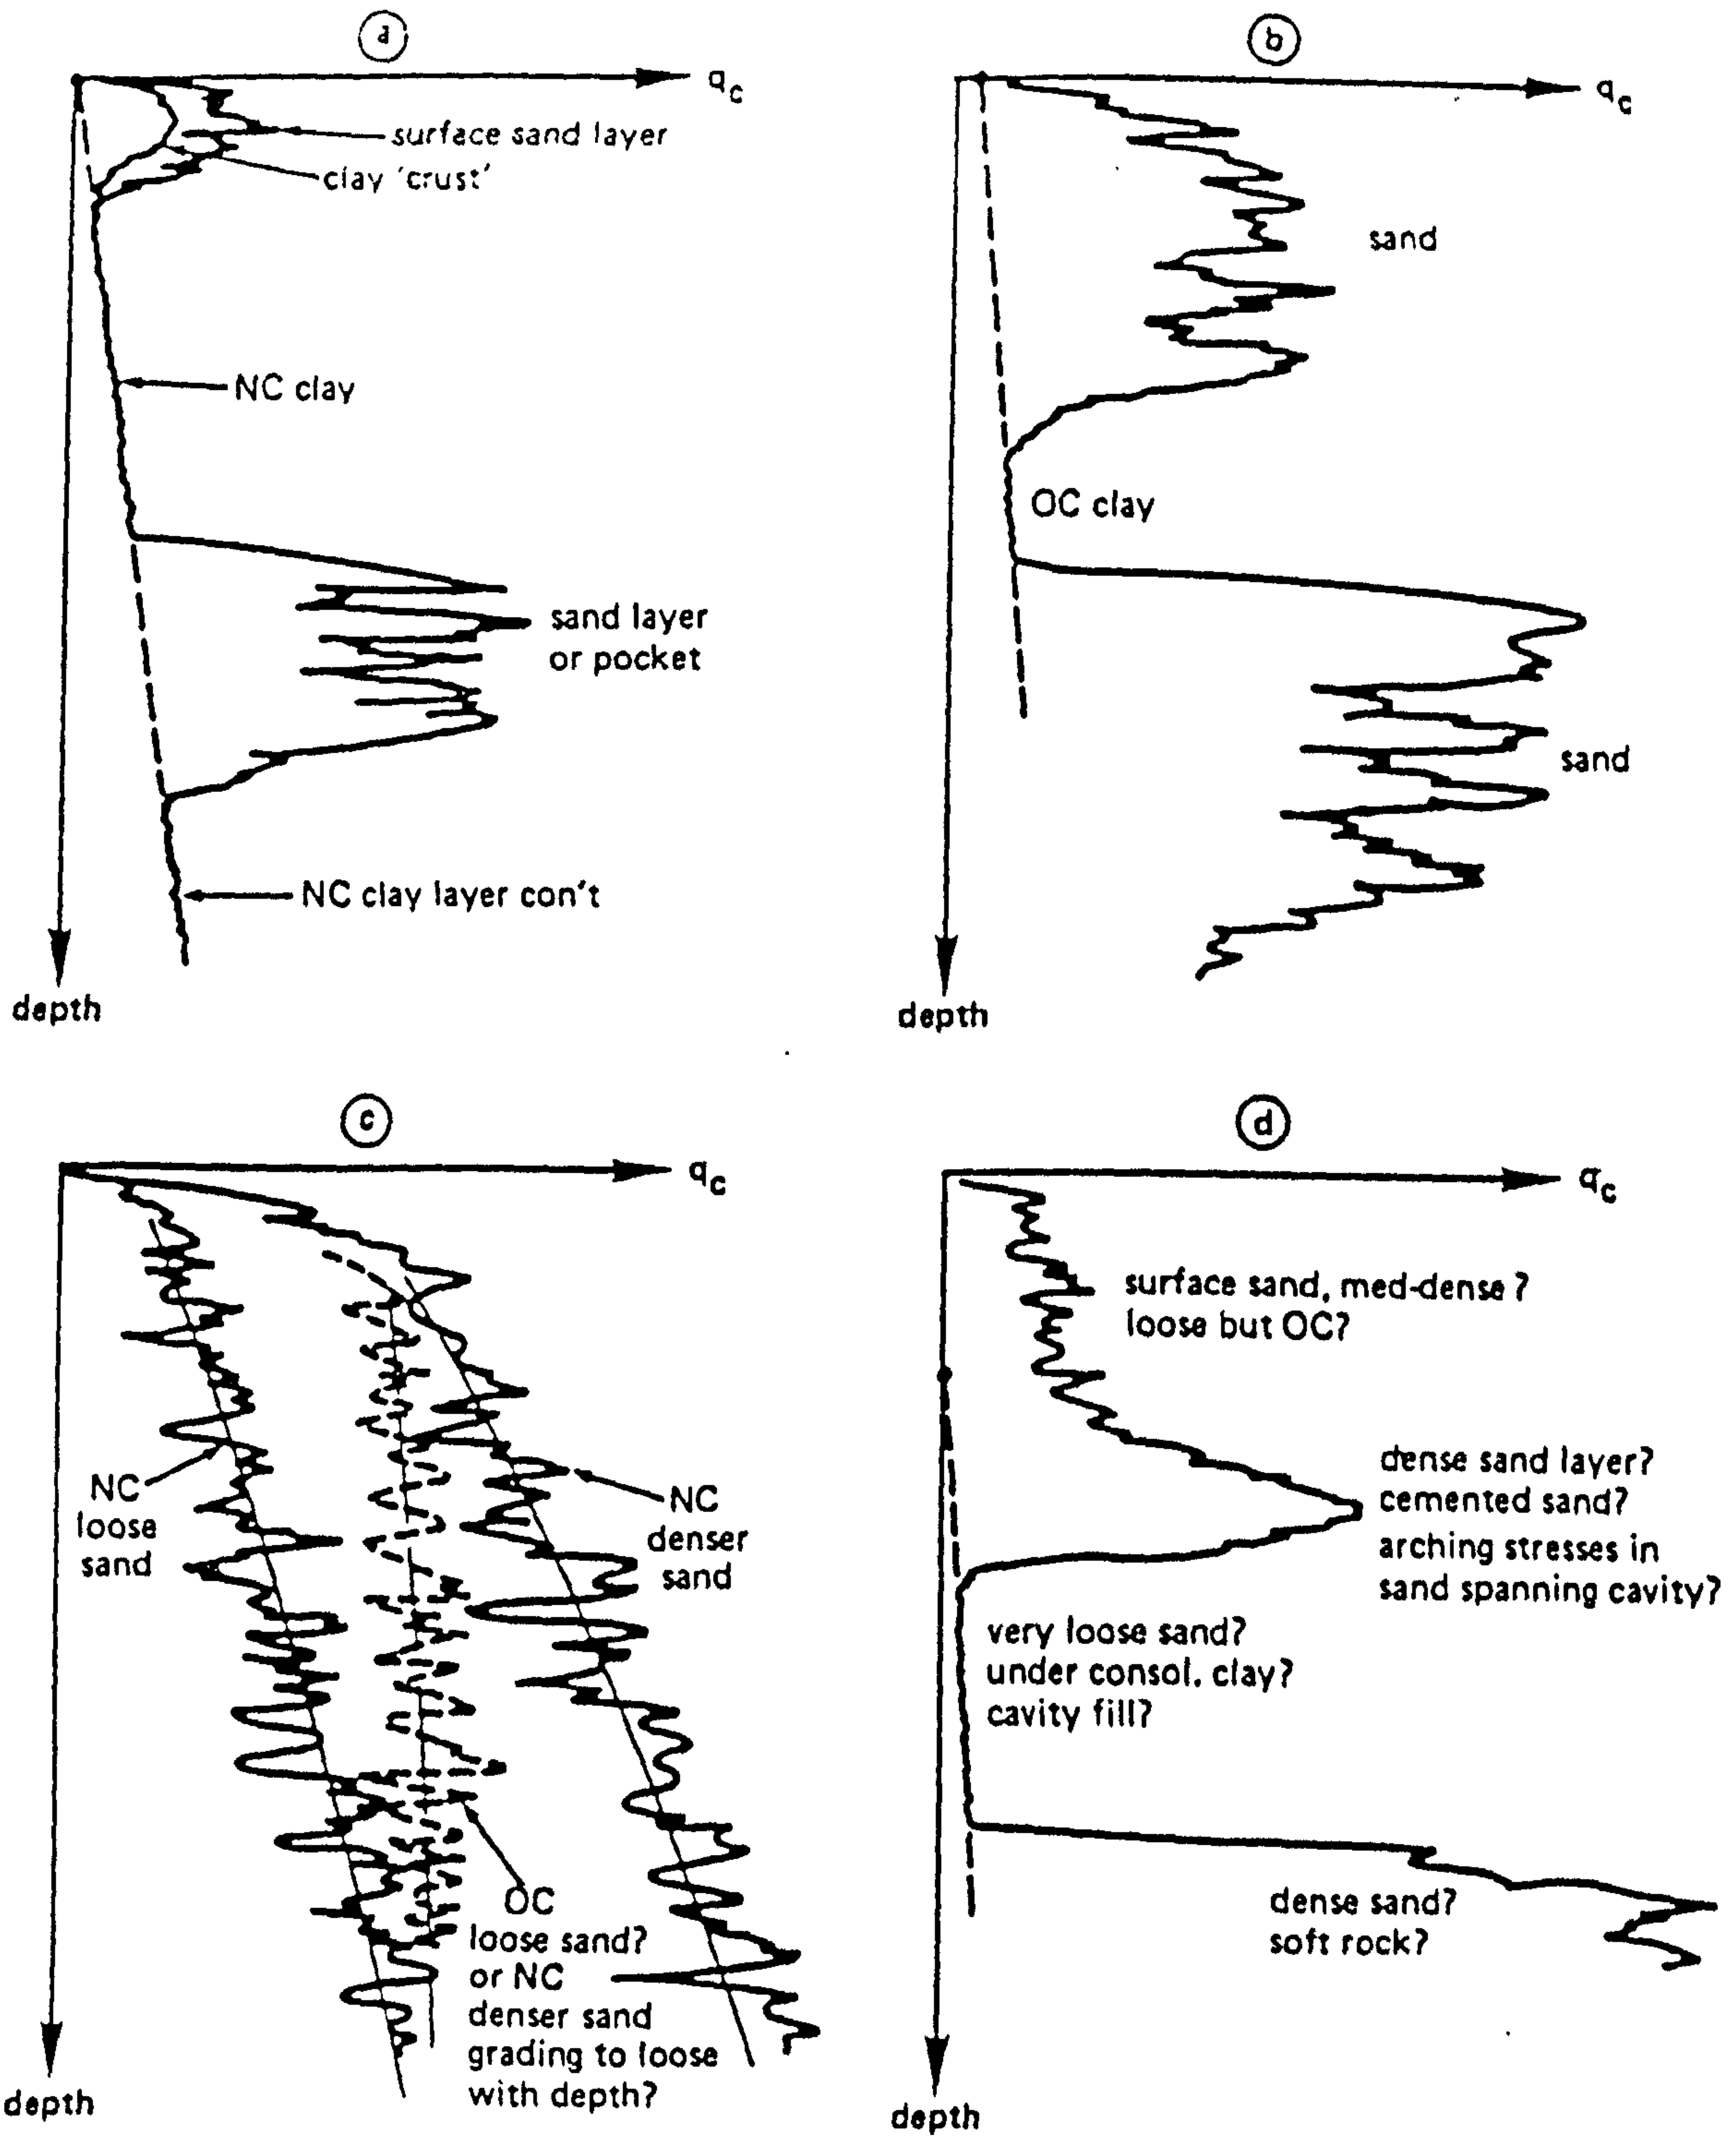 a
q_c
surface sand layer
clay 'crust'
NC clay
sand layer
or pocket
NC clay layer con't
depth
b
q_c
sand
OC clay
sand
depth
c
q_c
NC
loose
sand
NC
denser
sand
OC
loose sand?
or NC
denser sand
grading to loose
with depth?
depth
d
q_c
surface sand, med-dense?
loose but OC?
dense sand layer?
cemented sand?
arching stresses in
sand spanning cavity?
very loose sand?
under consol. clay?
cavity fill?
dense sand?
soft rock?
depth